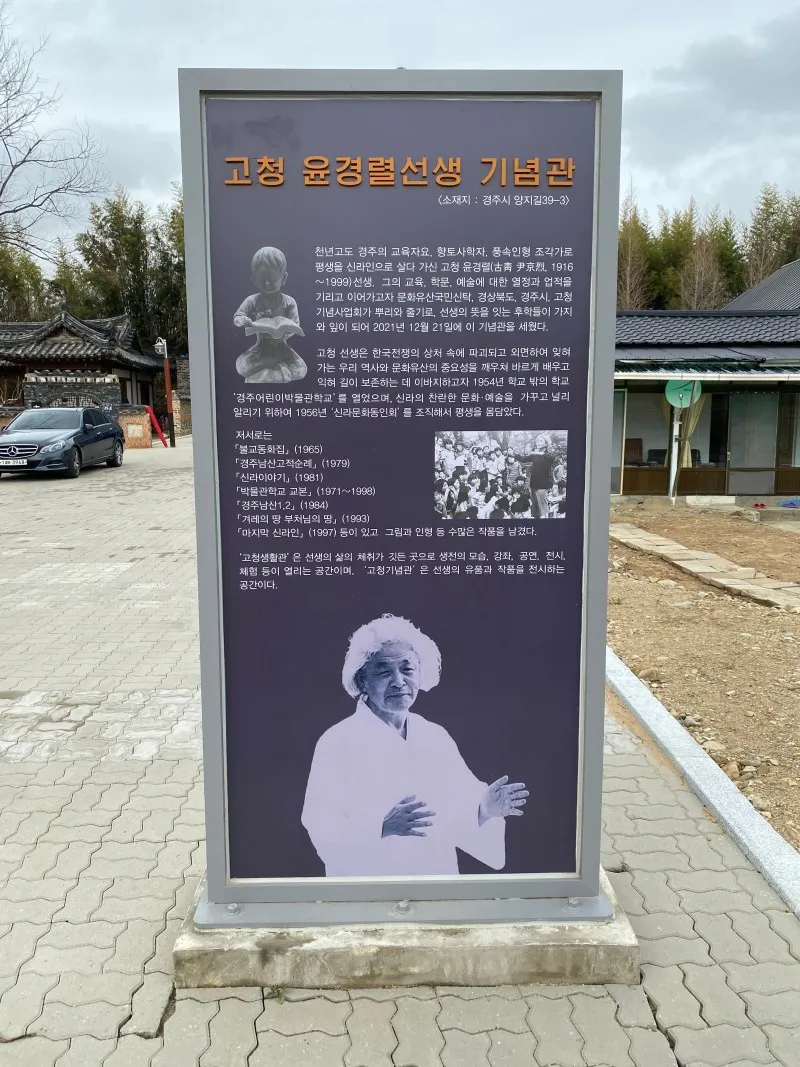 고청 윤경렬선생 기념관
〈소재지 : 경주시 양지길39-3〉
천년고도 경주의 교육자요, 향토사학자, 풍속인형 조각가로
평생을 신라인으로 살다 가신 고청 윤경렬(古靑 尹京烈, 1916
~1999)선생. 그의 교육, 학문, 예술에 대한 열정과 업적을
기리고 이어가고자 문화유산국민신탁, 경상북도, 경주시, 고청
기념사업회가 뿌리와 줄기로, 선생의 뜻을 잇는 후학들이 가지
와 잎이 되어 2021년 12월 21일에 이 기념관을 세웠다.
고청 선생은 한국전쟁의 상처 속에 파괴되고 외면하여 잊혀
가는 우리 역사와 문화유산의 중요성을 깨우쳐 바르게 배우고
익혀 길이 보존하는 데 이바지하고자 1954년 학교 밖의 학교
‘경주어린이박물관학교’를 열었으며, 신라의 찬란한 문화·예술을 가꾸고 널리
알리기 위하여 1956년 ‘신라문화동인회’를 조직해서 평생을 몸담았다.
저서로는
「불교동화집」 (1965)
「경주남산고적순례」 (1979)
「신라이야기」 (1981)
「박물관학교 교본」 (1971~1998)
「경주남산1,2」 (1984)
「겨레의 땅 부처님의 땅」 (1993)
「마지막 신라인」 (1997) 등이 있고 그림과 인형 등 수많은 작품을 남겼다.
‘고청생활관’ 은 선생의 삶의 체취가 깃든 곳으로 생전의 모습, 강좌, 공연, 전시,
체험 등이 열리는 공간이며, ‘고청기념관’ 은 선생의 유품과 작품을 전시하는
공간이다.